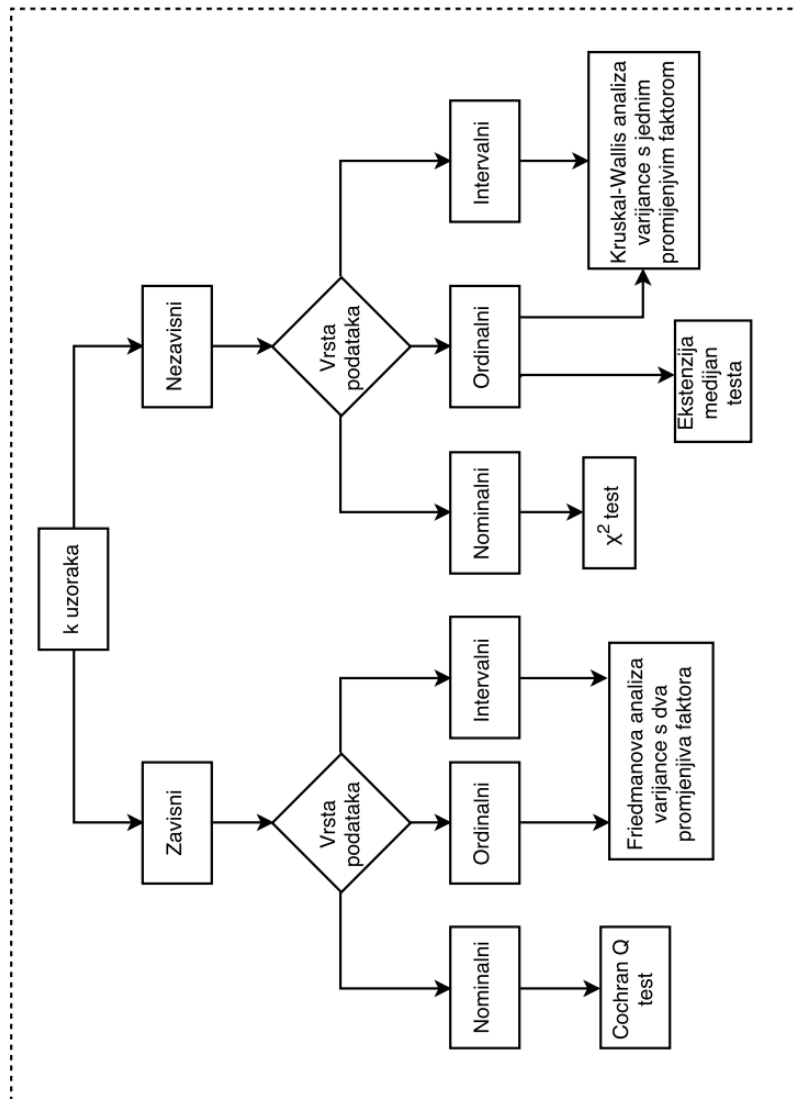 k uzoraka
Zavisni
Nezavisni
Vrsta
podataka
Vrsta
podataka
Nominalni
Ordinalni
Intervalni
Nominalni
Ordinalni
Intervalni
Cochran Q
test
Friedmanova analiza
varijance s dva
promjenjiva faktora
χ² test
Ekstenzija
medijan
testa
Kruskal-Wallis analiza
varijance s jednim
promijenjvim faktorom